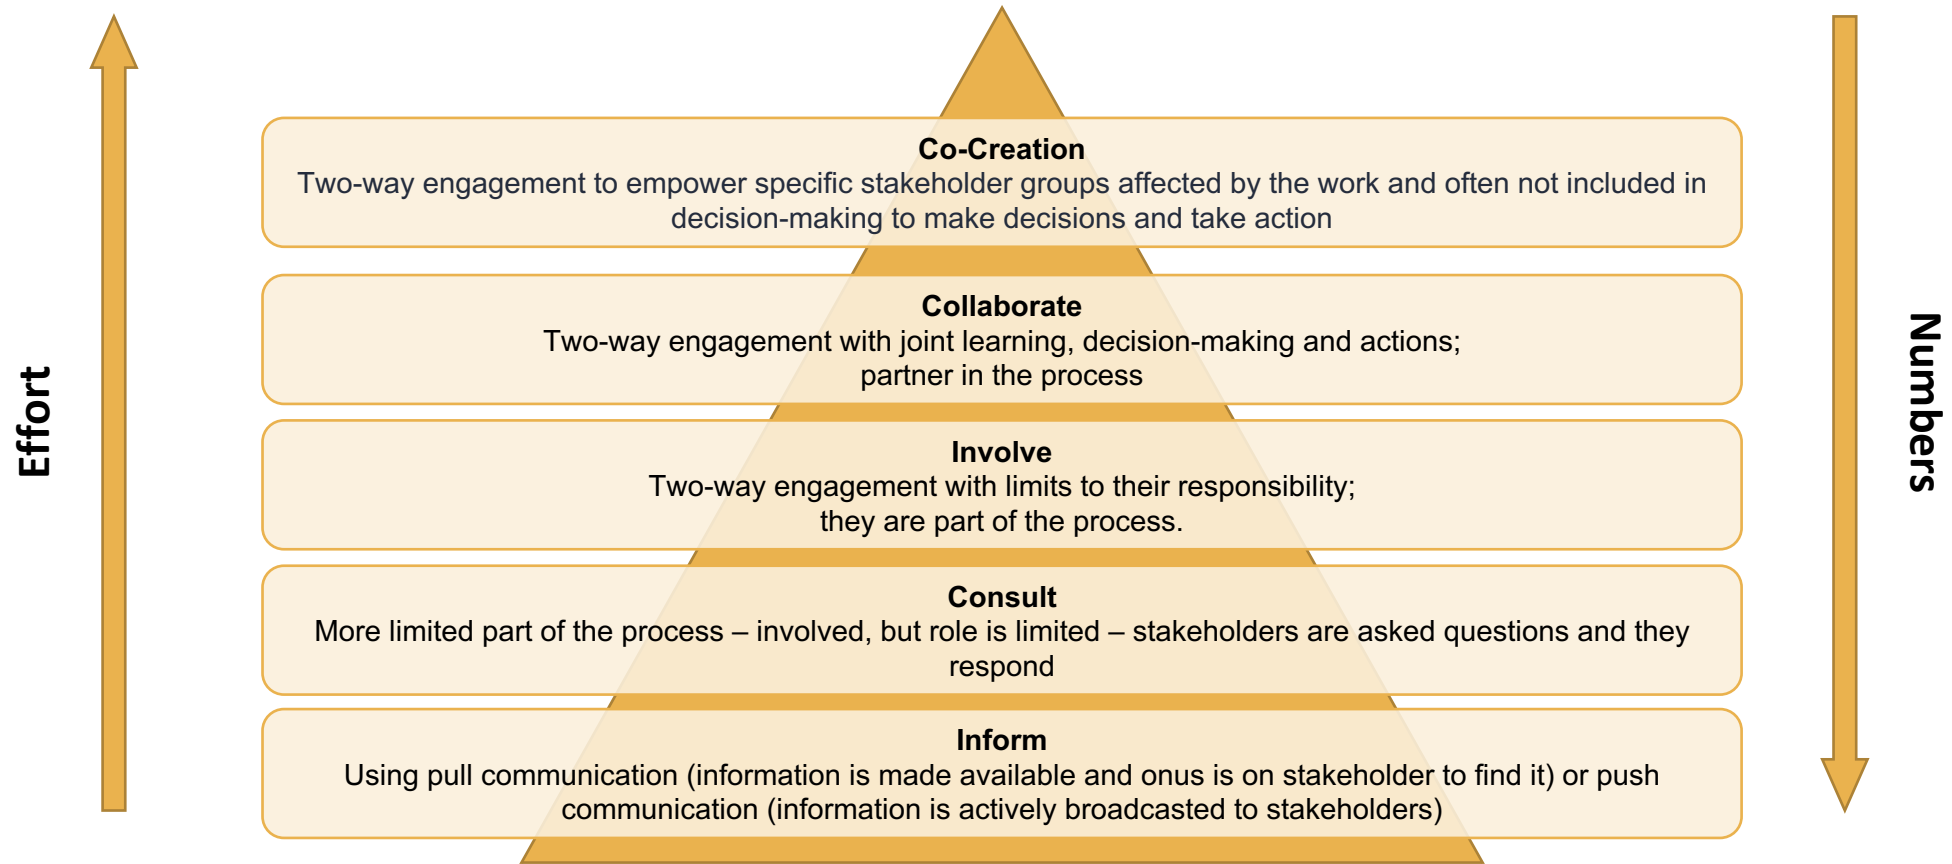 Effort
Co-Creation
Two-way engagement to empower specific stakeholder groups affected by the work and often not included in
decision-making to make decisions and take action
Collaborate
Two-way engagement with joint learning, decision-making and actions;
partner in the process
Involve
Two-way engagement with limits to their responsibility;
they are part of the process.
Consult
More limited part of the process – involved, but role is limited – stakeholders are asked questions and they
respond
Inform
Using pull communication (information is made available and onus is on stakeholder to find it) or push
communication (information is actively broadcasted to stakeholders)
Numbers